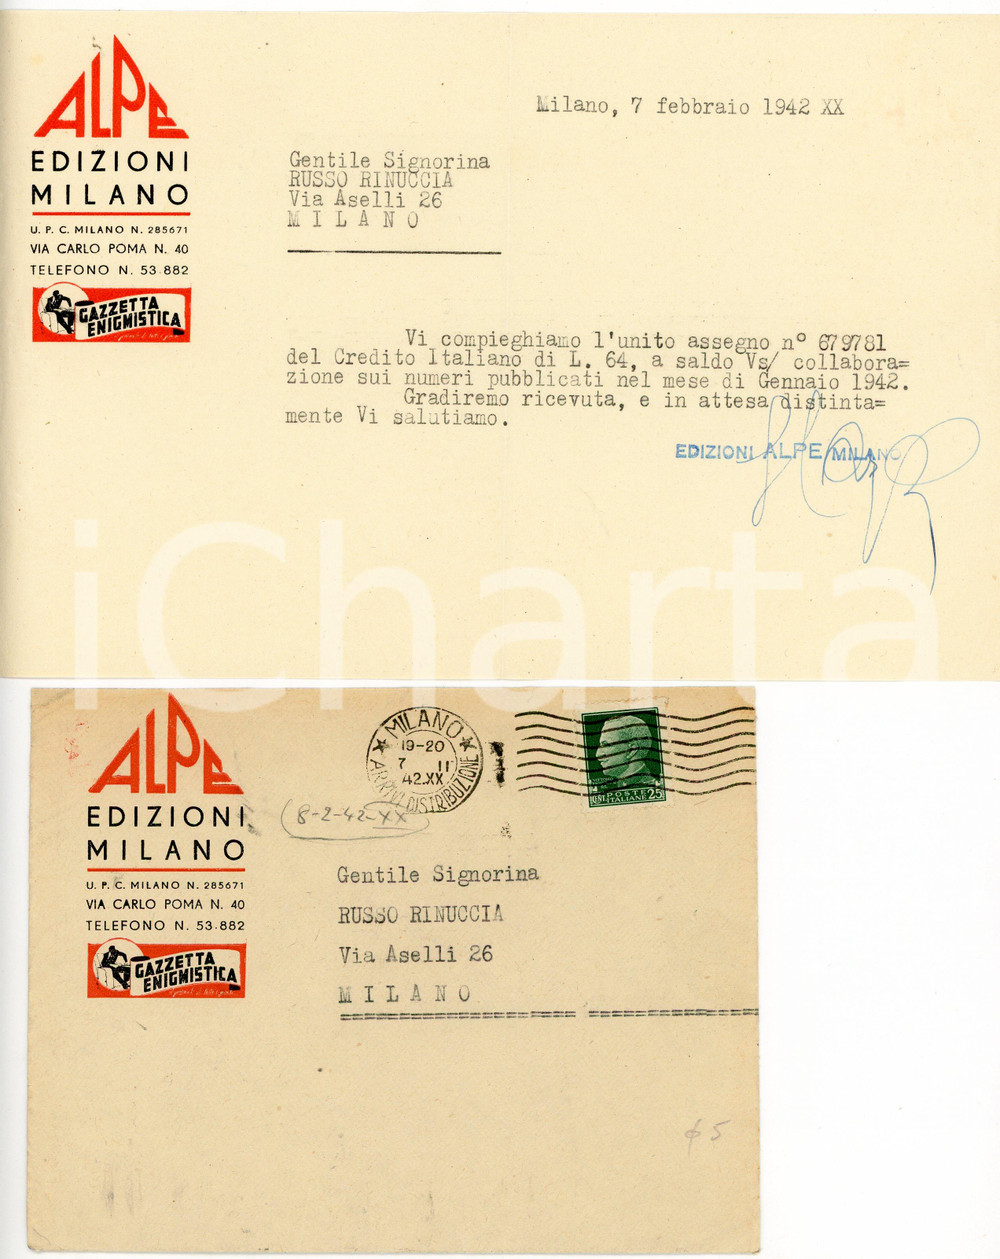 ALPE
EDIZIONI
MILANO
U. P. C. MILANO N. 285671
VIA CARLO POMA N. 40
TELEFONO N. 53-882
GAZZETTA
ENIGMISTICA
Milano, 7 febbraio 1942 XX
Gentile Signorina
RUSSO RINUCCIA
Via Aselli 26
M I L A N O
Vi compieghiamo l'unito assegno n° 679781
del Credito Italiano di L. 64, a saldo Vs/ collabora=
zione sui numeri pubblicati nel mese di Gennaio 1942.
Gradiremo ricevuta, e in attesa distinta=
mente Vi salutiamo.
EDIZIONI ALPE MILANO
iCharta
ALPE
EDIZIONI
MILANO
U. P. C. MILANO N. 285671
VIA CARLO POMA N. 40
TELEFONO N. 53-882
GAZZETTA
ENIGMISTICA
MILANO
19-20
7 II
42.XX
ARRIVI DISTRIBUZIONE
POSTE
ITALIANE
25
8-2-42-XX
Gentile Signorina
RUSSO RINUCCIA
Via Aselli 26
M I L A N O